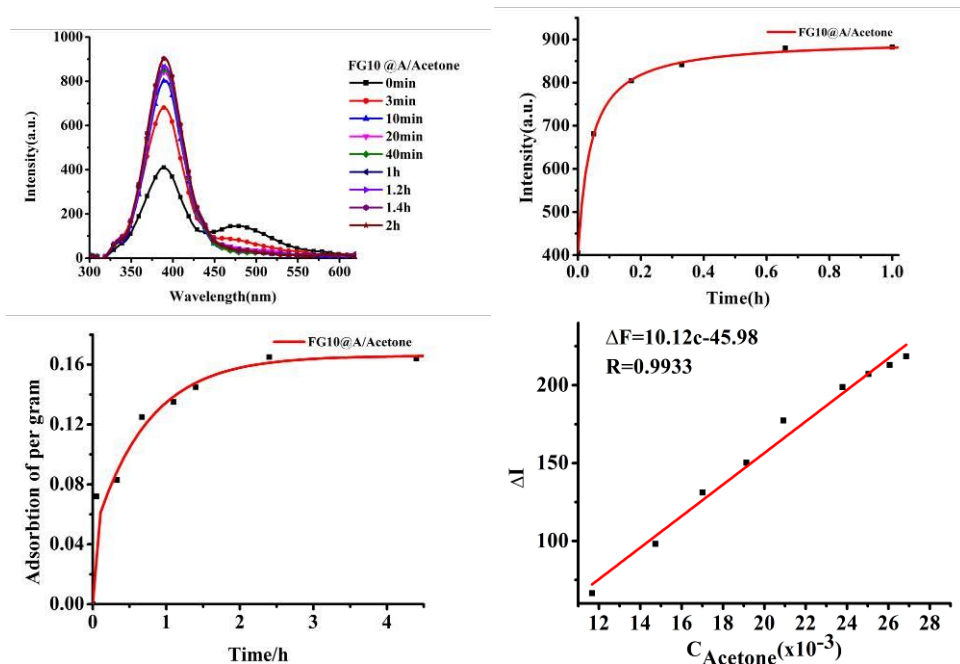 1000
800
600
400
200
0
300
350
400
450
500
550
600
Intensity(a.u.)
Wavelength(nm)
FG10 @A/Acetone
0min
3min
10min
20min
40min
1h
1.2h
1.4h
2h
900
800
700
600
500
400
0.0
0.2
0.4
0.6
0.8
1.0
Intensity(a.u.)
Time(h)
FG10@A/Acetone
0.16
0.12
0.08
0.04
0.00
0
1
2
3
4
Adsorbtion of per gram
Time/h
FG10@A/Acetone
ΔF=10.12c-45.98
R=0.9933
200
150
100
12
14
16
18
20
22
24
26
28
ΔI
C_Acetone(x10⁻³)